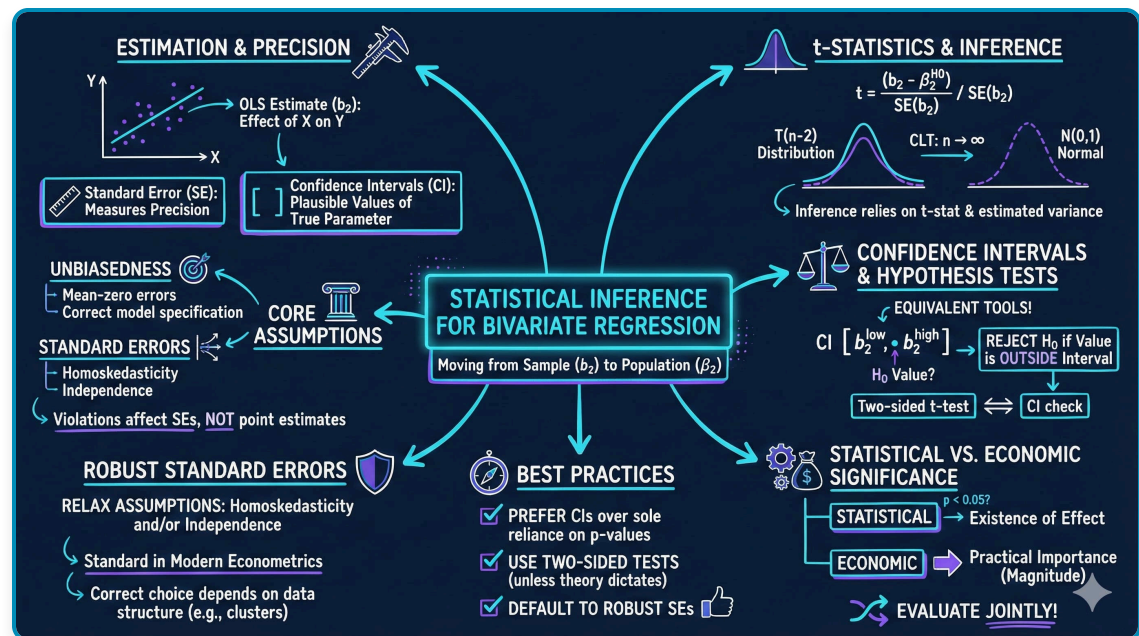 ESTIMATION & PRECISION
Y
X
OLS Estimate (b₂):
Effect of X on Y
Standard Error (SE):
Measures Precision
[ ]
Confidence Intervals (CI):
Plausible Values of
True Parameter
t-STATISTICS & INFERENCE
t = (b₂ - β₂^H0) / SE(b₂) / SE(b₂)
T(n-2)
Distribution
CLT: n → ∞
N(0,1)
Normal
Inference relies on t-stat & estimated variance
UNBIASEDNESS
Mean-zero errors
Correct model specification
CORE
ASSUMPTIONS
STANDARD ERRORS
Homoskedasticity
Independence
Violations affect SEs, NOT point estimates
STATISTICAL INFERENCE
FOR BIVARIATE REGRESSION
Moving from Sample (b₂) to Population (β₂)
CONFIDENCE INTERVALS
& HYPOTHESIS TESTS
EQUIVALENT TOOLS!
CI [b₂^low, • b₂^high]
H₀ Value?
REJECT H₀ if Value
is OUTSIDE Interval
Two-sided t-test ⟺ CI check
ROBUST STANDARD ERRORS
RELAX ASSUMPTIONS: Homoskedasticity
and/or Independence
Standard in Modern Econometrics
Correct choice depends on data
structure (e.g., clusters)
BEST PRACTICES
PREFER CIs over sole
reliance on p-values
USE TWO-SIDED TESTS
(unless theory dictates)
DEFAULT TO ROBUST SEs
$
STATISTICAL VS. ECONOMIC
SIGNIFICANCE
p < 0.05?
STATISTICAL → Existence of Effect
ECONOMIC
Practical Importance
(Magnitude)
EVALUATE JOINTLY!